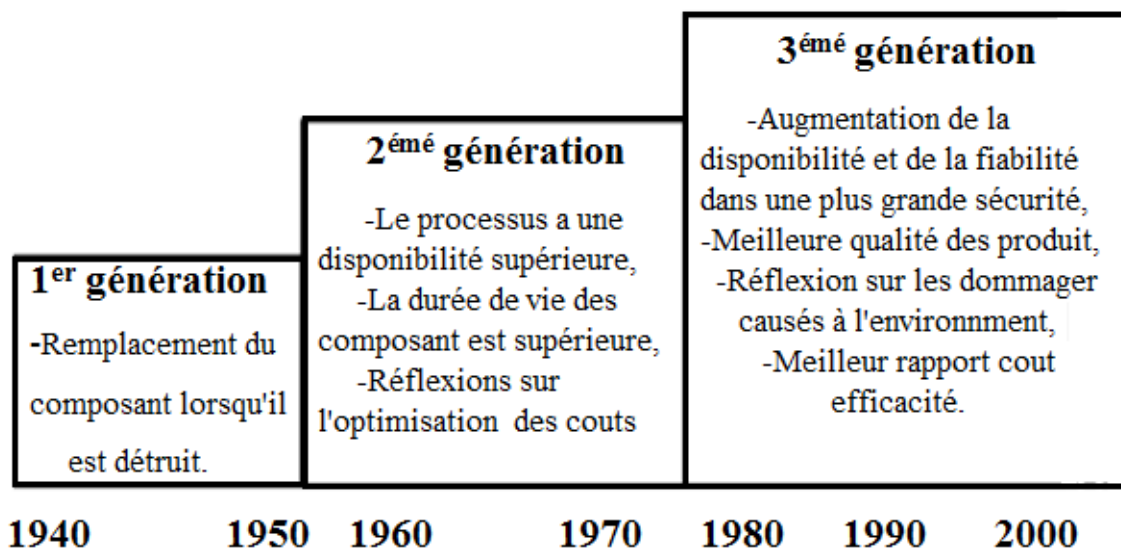 1er génération
-Remplacement du
composant lorsqu'il
est détruit.
2émé génération
-Le processus a une
disponibilité supérieure,
-La durée de vie des
composant est supérieure,
-Réflexions sur
l'optimisation des couts
3émé génération
-Augmentation de la
disponibilité et de la fiabilité
dans une plus grande sécurité,
-Meilleure qualité des produit,
-Réflexion sur les dommager
causés à l'environnment,
-Meilleur rapport cout
efficacité.
1940 1950 1960 1970 1980 1990 2000